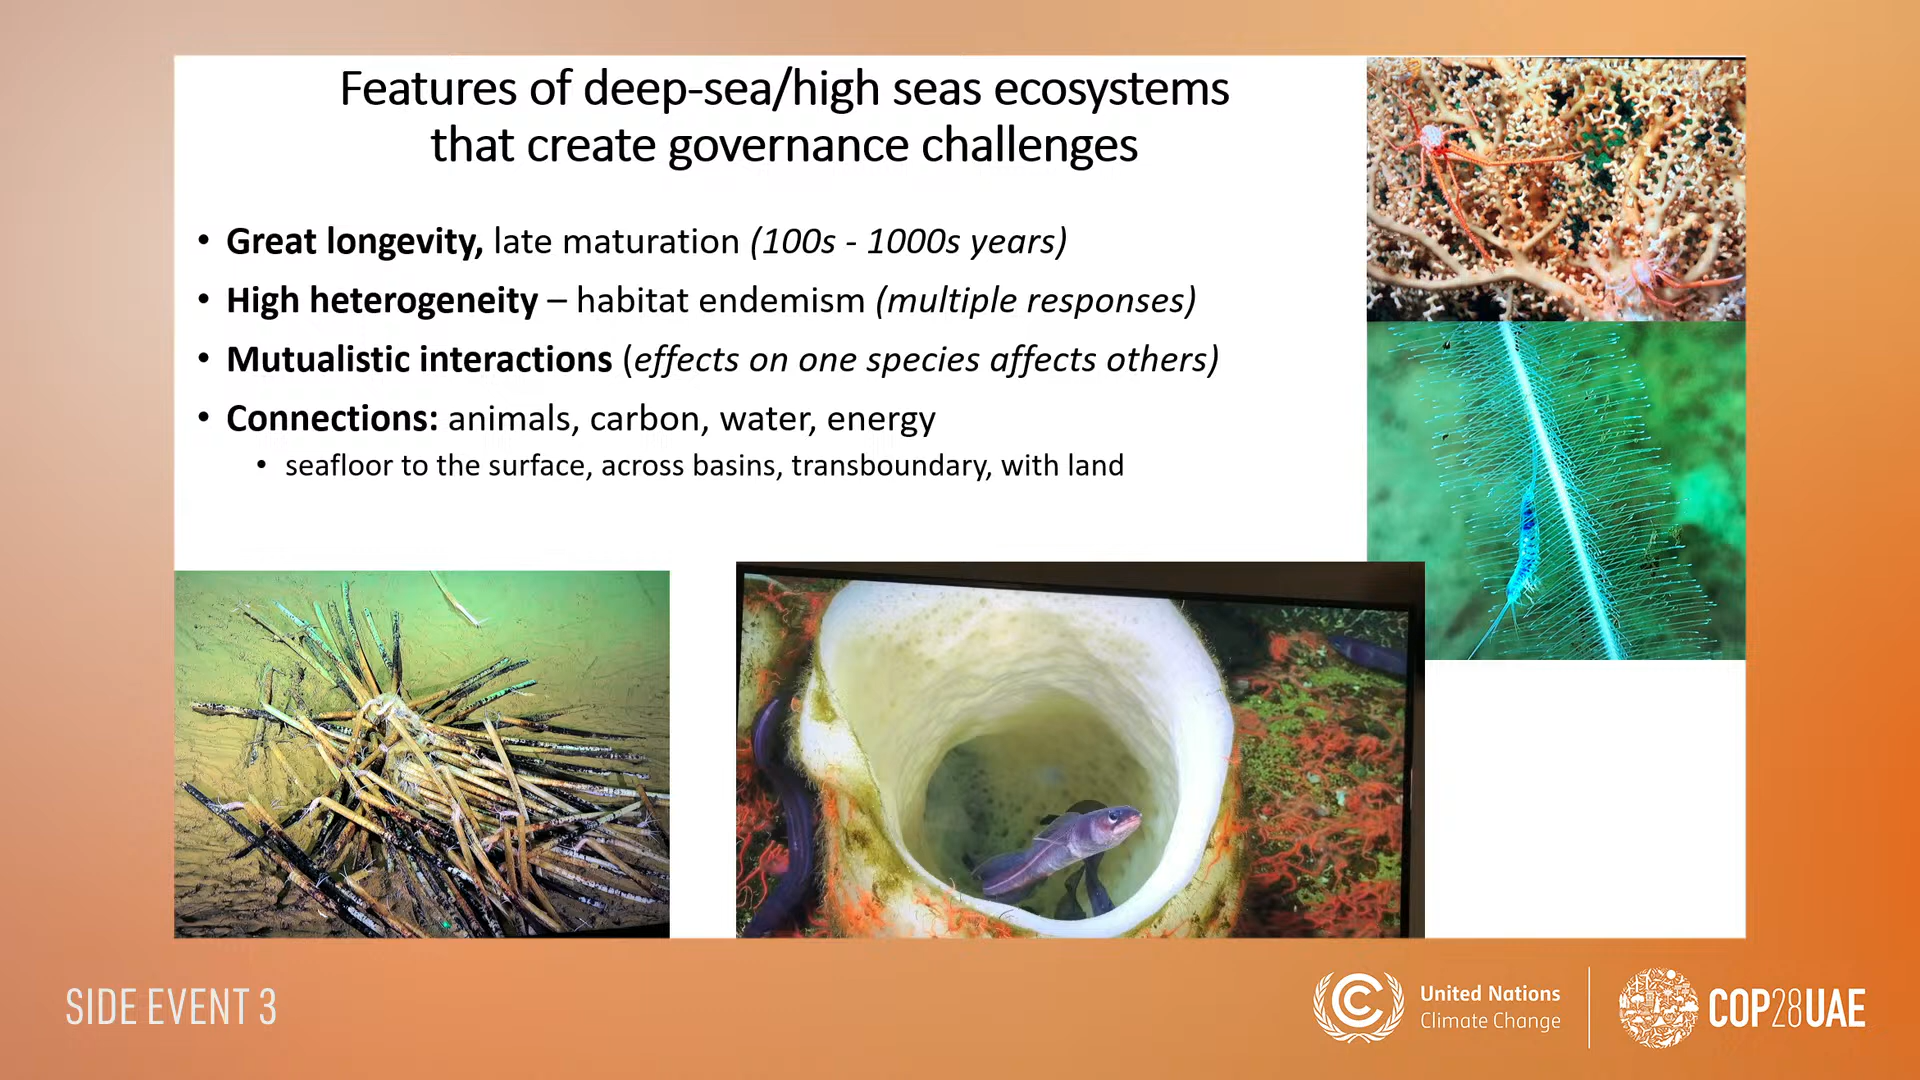 Features of deep-sea/high seas ecosystems
that create governance challenges
• Great longevity, late maturation (100s - 1000s years)
• High heterogeneity – habitat endemism (multiple responses)
• Mutualistic interactions (effects on one species affects others)
• Connections: animals, carbon, water, energy
• seafloor to the surface, across basins, transboundary, with land
SIDE EVENT 3
United Nations
Climate Change
COP28UAE